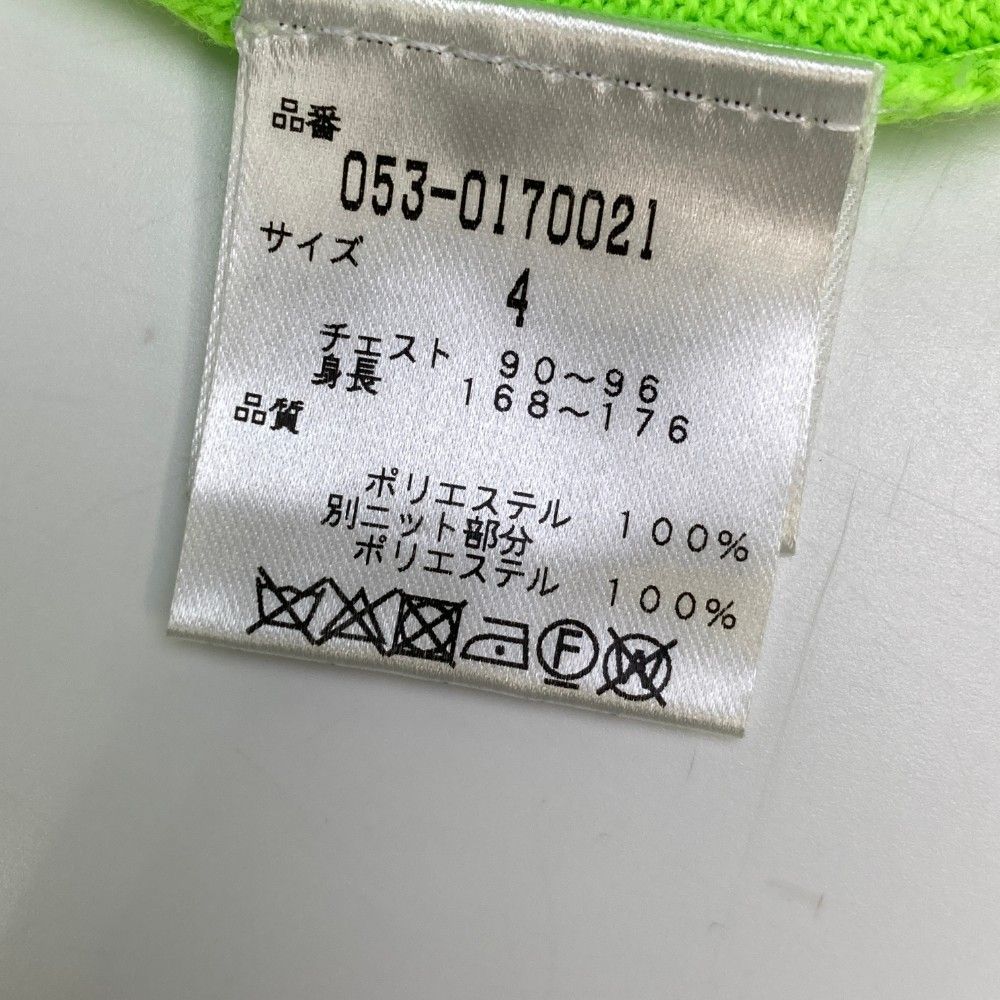 品番
053-0170021
サイズ
4
チェスト 90～96
身長 168～176
品質
ポリエステル 100%
別ニット部分
ポリエステル 100%
F
W